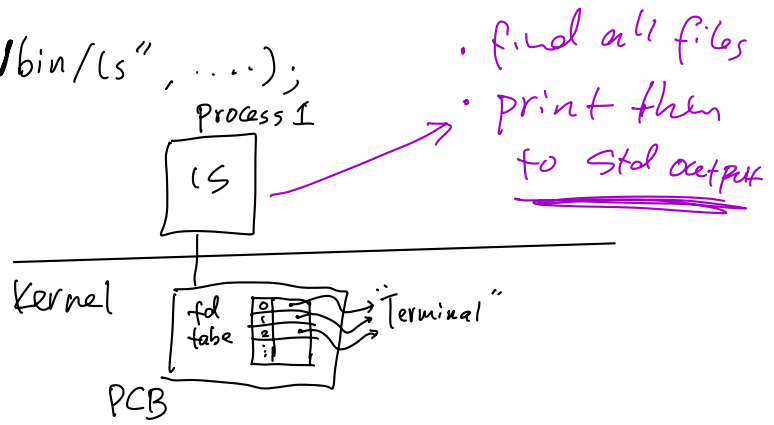 /bin/ls", ....);
• find all files
• print them
to std output
process 1
ls
Kernel
fd
table
0
1
2
⋮
"Terminal"
PCB